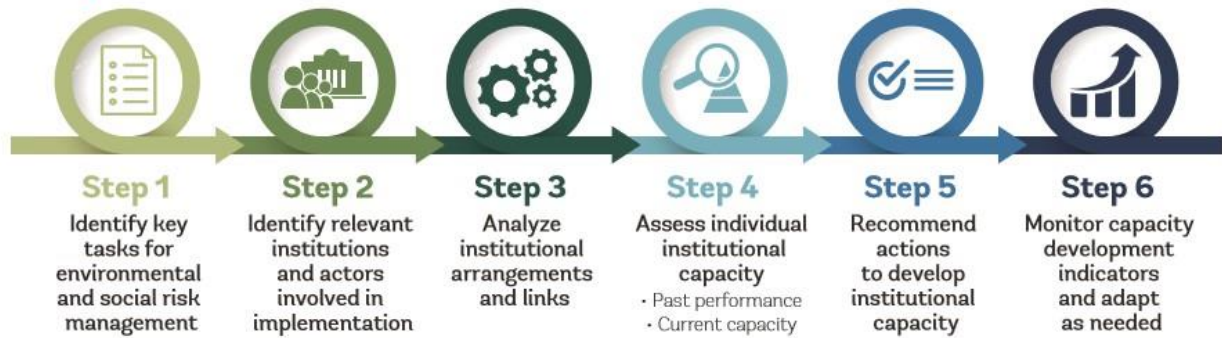 Step 1
Identify key
tasks for
environmental
and social risk
management
Step 2
Identify relevant
institutions
and actors
involved in
implementation
Step 3
Analyze
institutional
arrangements
and links
Step 4
Assess individual
institutional
capacity
• Past performance
• Current capacity
Step 5
Recommend
actions
to develop
institutional
capacity
Step 6
Monitor capacity
development
indicators
and adapt
as needed